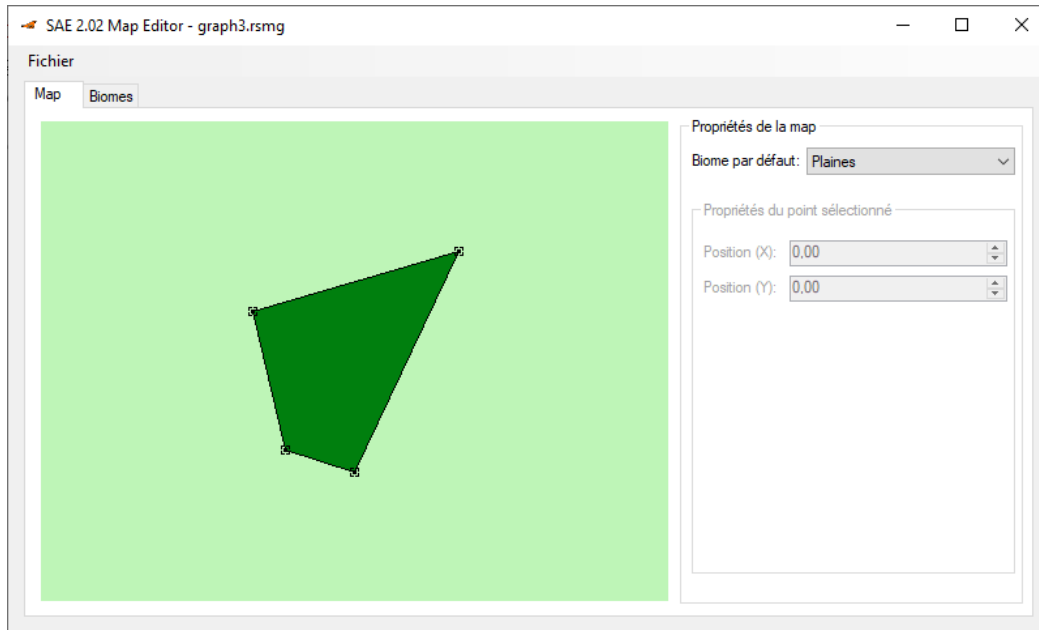 SAE 2.02 Map Editor - graph3.rsmg
Fichier
Map Biomes
Propriétés de la map
Biome par défaut: Plaines
Propriétés du point sélectionné
Position (X): 0,00
Position (Y): 0,00